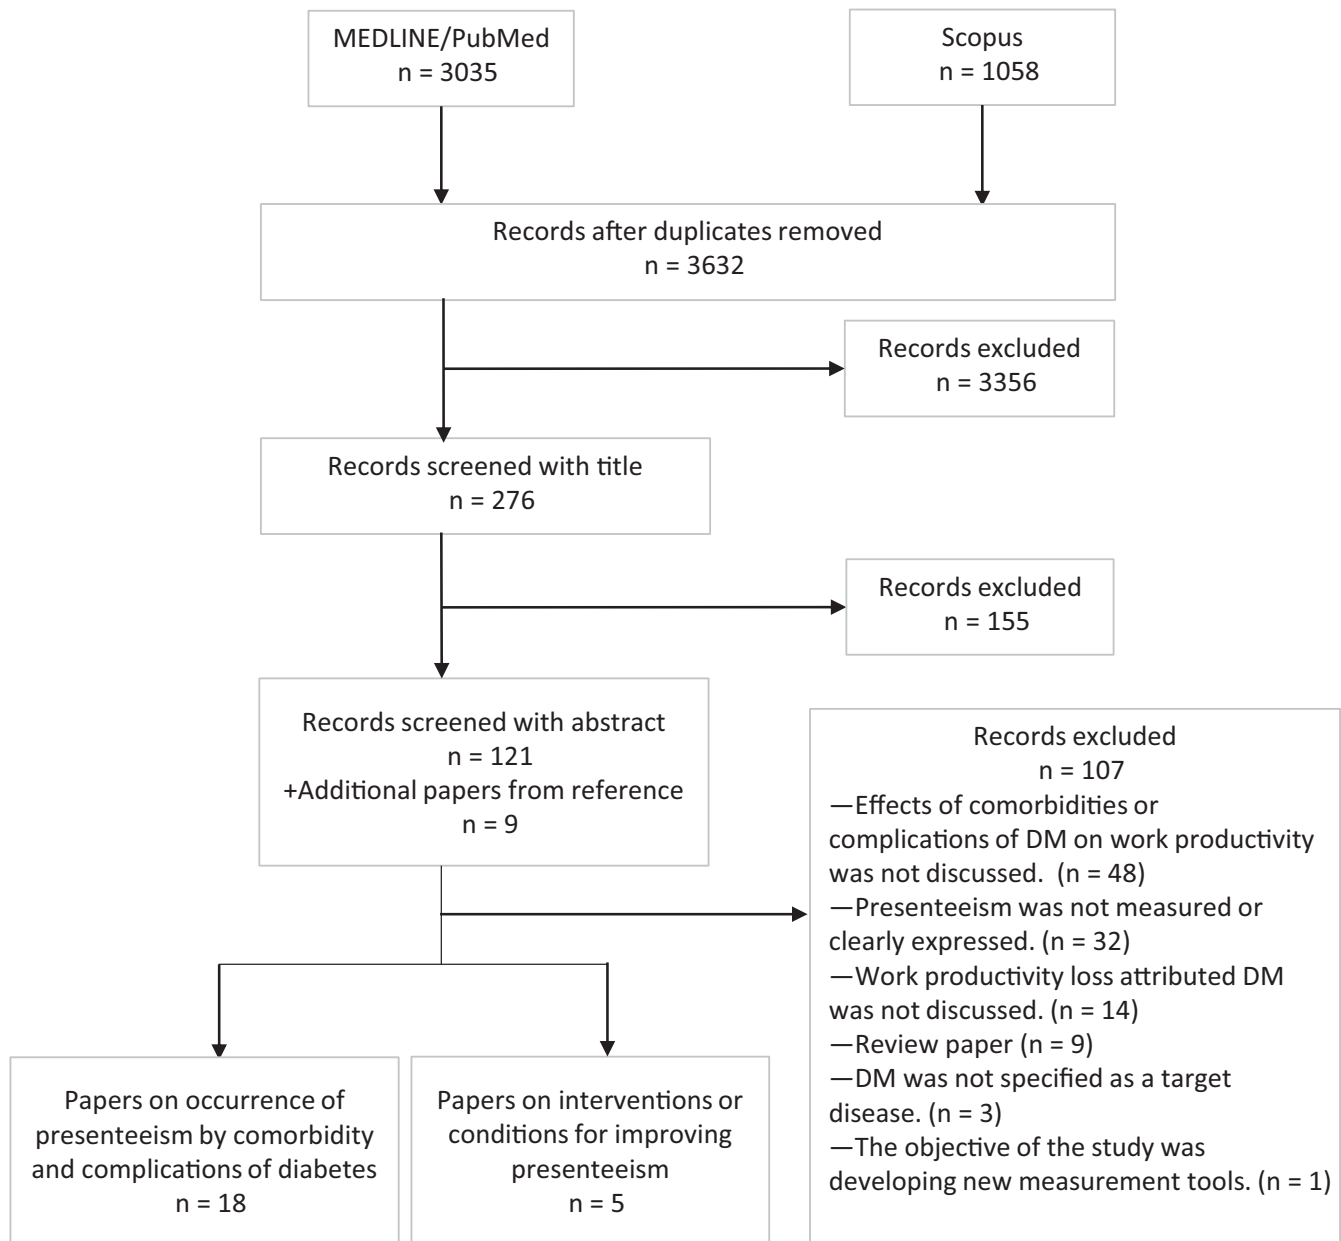 MEDLINE/PubMed
n = 3035
Scopus
n = 1058
Records after duplicates removed
n = 3632
Records excluded
n = 3356
Records screened with title
n = 276
Records excluded
n = 155
Records screened with abstract
n = 121
+Additional papers from reference
n = 9
Records excluded
n = 107
—Effects of comorbidities or
complications of DM on work productivity
was not discussed. (n = 48)
—Presenteeism was not measured or
clearly expressed. (n = 32)
—Work productivity loss attributed DM
was not discussed. (n = 14)
—Review paper (n = 9)
—DM was not specified as a target
disease. (n = 3)
—The objective of the study was
developing new measurement tools. (n = 1)
Papers on occurrence of
presenteeism by comorbidity
and complications of diabetes
n = 18
Papers on interventions or
conditions for improving
presenteeism
n = 5